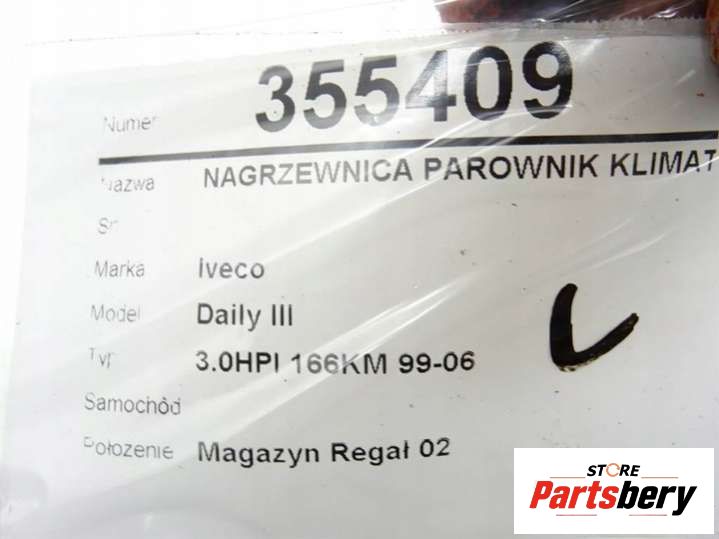 Numer 355409
Nazwa NAGRZEWNICA PAROWNIK KLIMAT
Sn
Marka Iveco
Model Daily III
Typ 3.0HPI 166KM 99-06
Samochód
Położenie Magazyn Regał 02
STORE
Partsbery